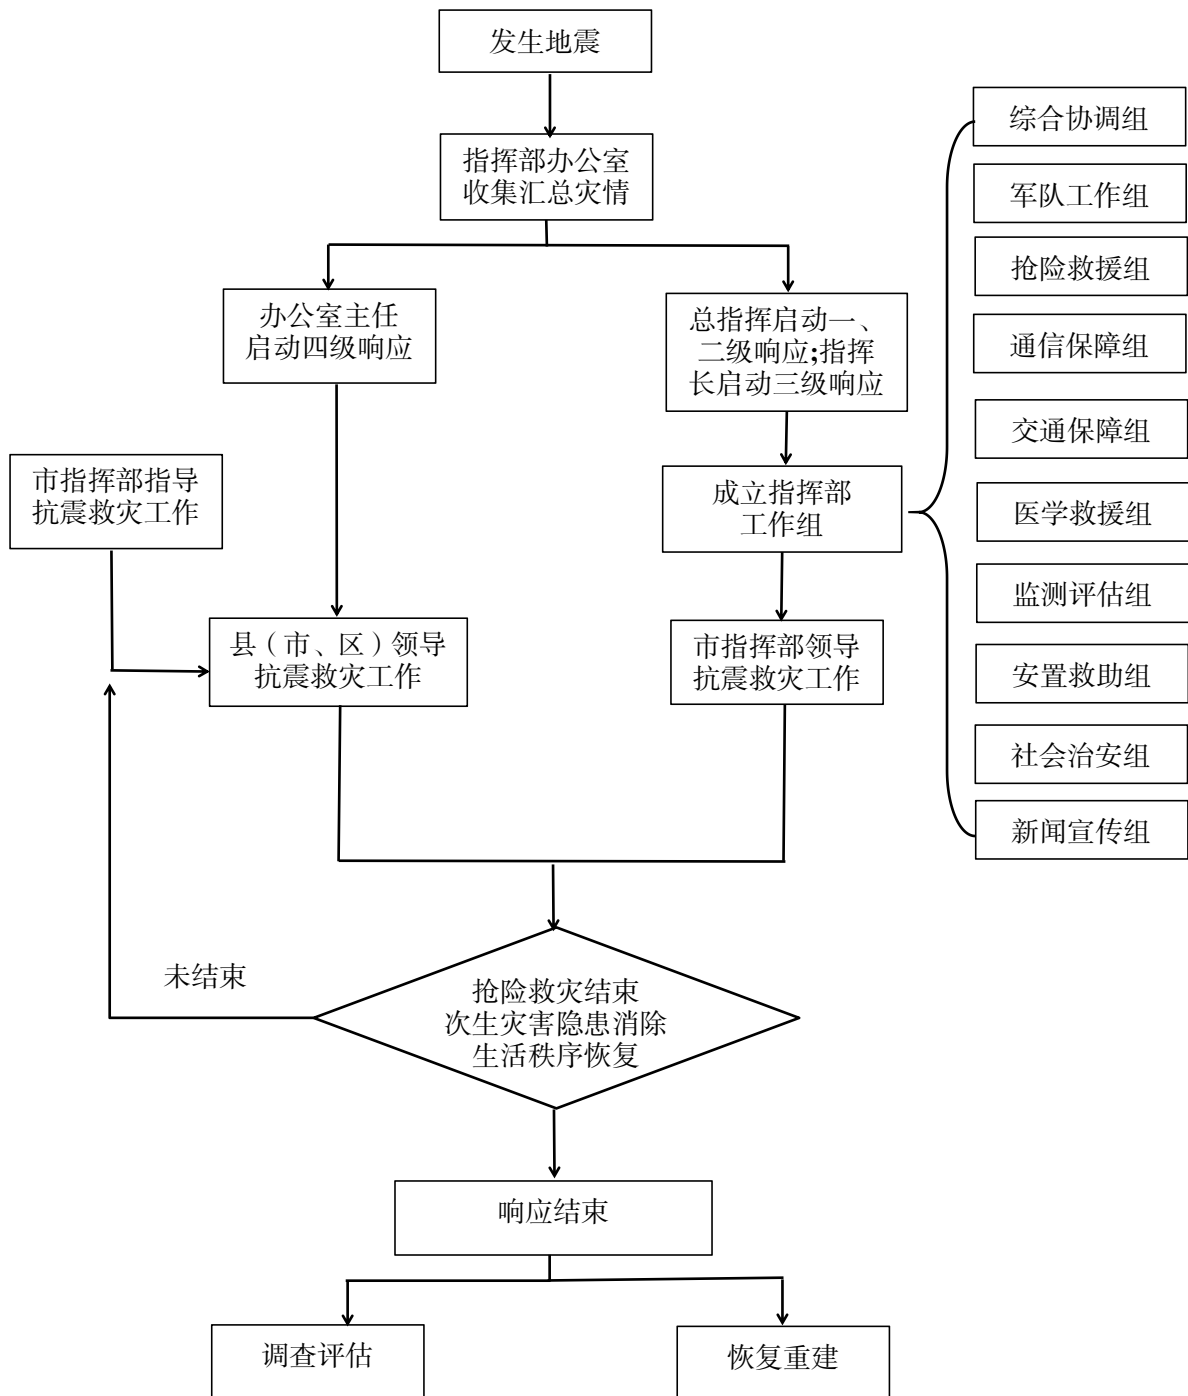 发生地震
指挥部办公室
收集汇总灾情
办公室主任
启动四级响应
总指挥启动一、
二级响应;指挥
长启动三级响应
市指挥部指导
抗震救灾工作
成立指挥部
工作组
县（市、区）领导
抗震救灾工作
市指挥部领导
抗震救灾工作
综合协调组
军队工作组
抢险救援组
通信保障组
交通保障组
医学救援组
监测评估组
安置救助组
社会治安组
新闻宣传组
未结束
抢险救灾结束
次生灾害隐患消除
生活秩序恢复
响应结束
调查评估
恢复重建